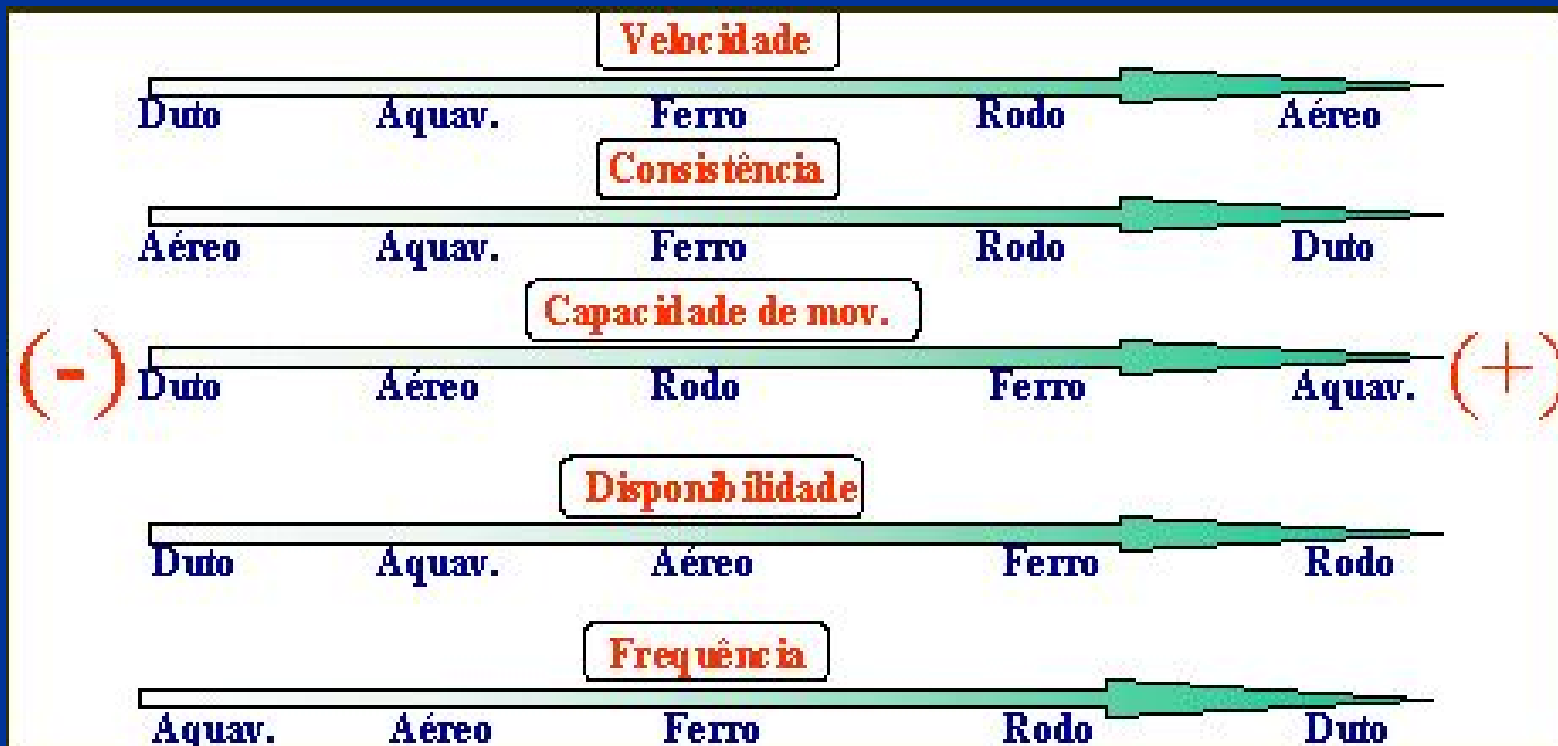 Velocidade
Duto Aquav. Ferro Rodo Aéreo
Consistência
Aéreo Aquav. Ferro Rodo Duto
Capacidade de mov.
(-) Duto Aéreo Rodo Ferro Aquav. (+)
Disponibilidade
Duto Aquav. Aéreo Ferro Rodo
Frequência
Aquav. Aéreo Ferro Rodo Duto